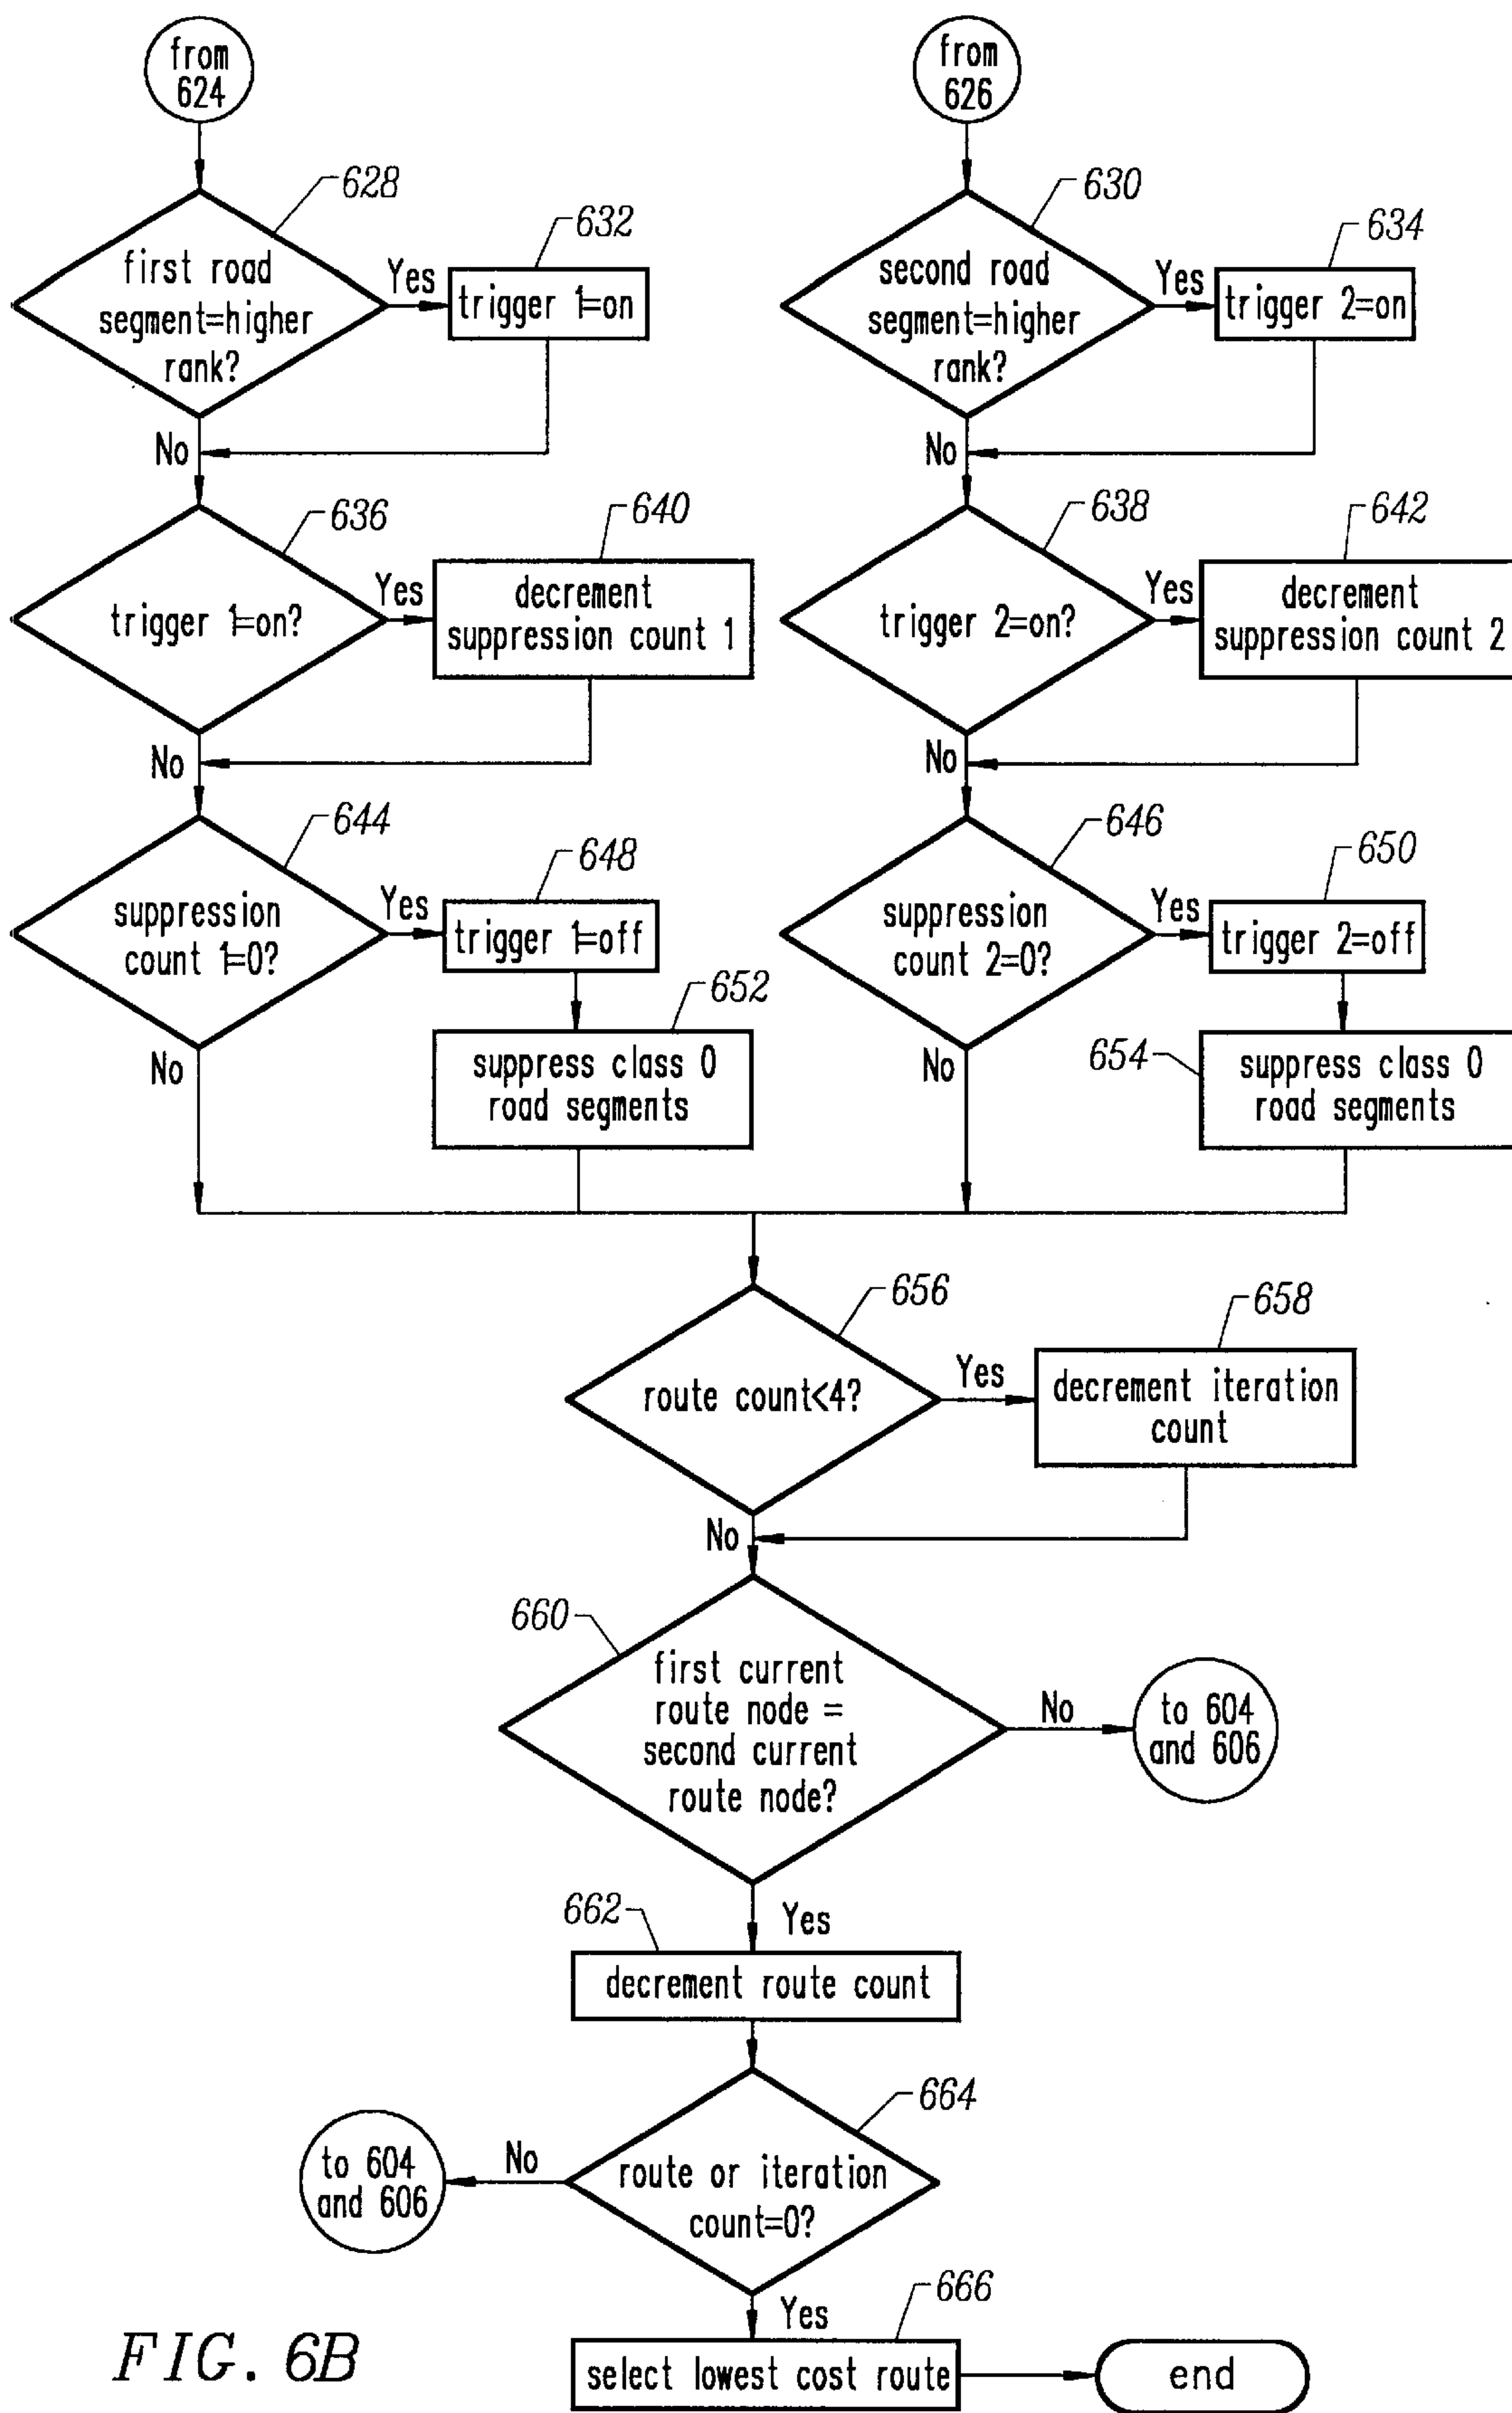 from
624
from
626
628
632
630
634
first road
segment=higher
rank?
Yes
trigger 1=on
second road
segment=higher
rank?
Yes
trigger 2=on
No
No
636
640
638
642
trigger 1=on?
Yes
decrement
suppression count 1
trigger 2=on?
Yes
decrement
suppression count 2
No
No
644
648
646
650
suppression
count 1=0?
Yes
trigger 1=off
suppression
count 2=0?
Yes
trigger 2=off
652
No
suppress class 0
road segments
No
654
suppress class 0
road segments
656
658
route count<4?
Yes
decrement iteration
count
No
660
first current
route node =
second current
route node?
No
to 604
and 606
Yes
662
decrement route count
664
to 604
and 606
No
route or iteration
count=0?
Yes
666
select lowest cost route
end
FIG. 6B